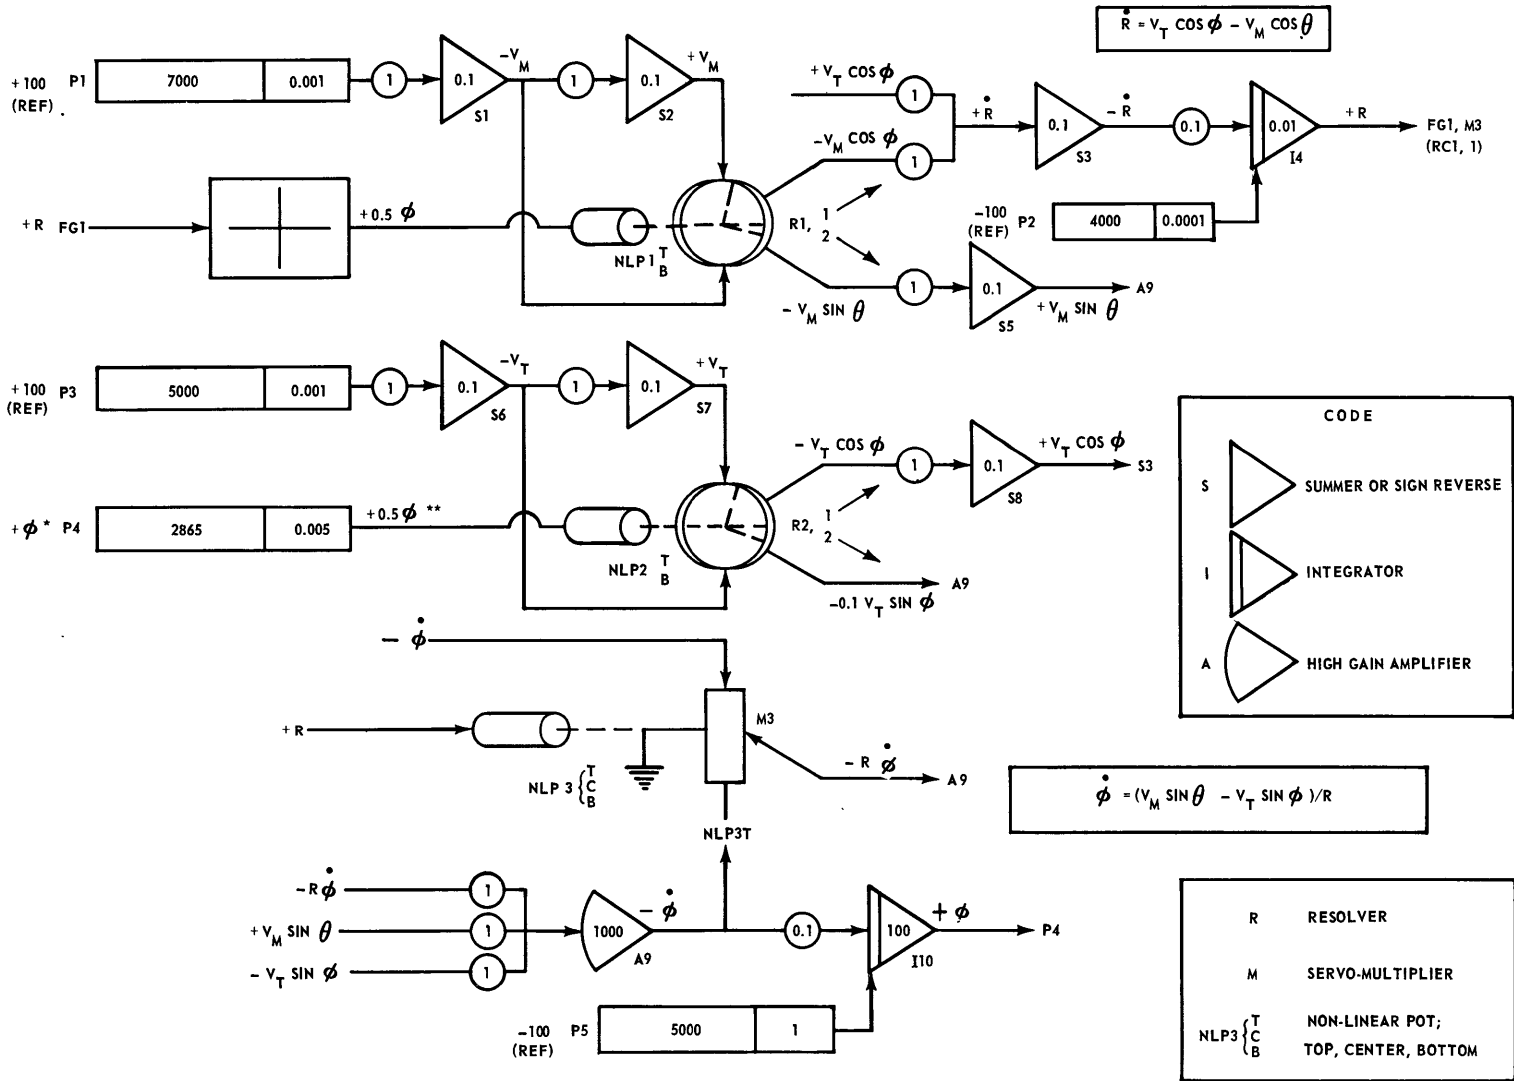 Ṙ = V_T COS ϕ − V_M COS θ
+100 (REF) P1 7000 0.001 1 0.1 S1 −V_M 1 0.1 S2 +V_M
+V_T COS ϕ 1
−V_M COS ϕ 1
+Ṙ 0.1 S3 −Ṙ 0.1 0.01 I4 +R FG1, M3
(RC1, 1)
−100 (REF) P2 4000 0.0001
+R FG1 +0.5 ϕ NLP1 T
B
R1, 1
2
− V_M SIN θ 1 0.1 S5 +V_M SIN θ A9
+100 (REF) P3 5000 0.001 1 0.1 S6 −V_T 1 0.1 S7 +V_T
− V_T COS ϕ 1 0.1 S8 +V_T COS ϕ S3
+ϕ * P4 2865 0.005 +0.5 ϕ ** NLP2 T
B
R2, 1
2
−0.1 V_T SIN ϕ A9
CODE
S SUMMER OR SIGN REVERSE
I INTEGRATOR
A HIGH GAIN AMPLIFIER
− ϕ̇
+R M3
NLP 3 { T
C
B
− R ϕ̇ A9
NLP3T
ϕ̇ = (V_M SIN θ − V_T SIN ϕ )/R
−R ϕ̇ 1
+V_M SIN θ 1
− V_T SIN ϕ 1
1000 A9 − ϕ̇ 0.1 100 I10 + ϕ P4
−100 (REF) P5 5000 1
R RESOLVER
M SERVO-MULTIPLIER
NLP3 { T NON-LINEAR POT;
C
B TOP, CENTER, BOTTOM